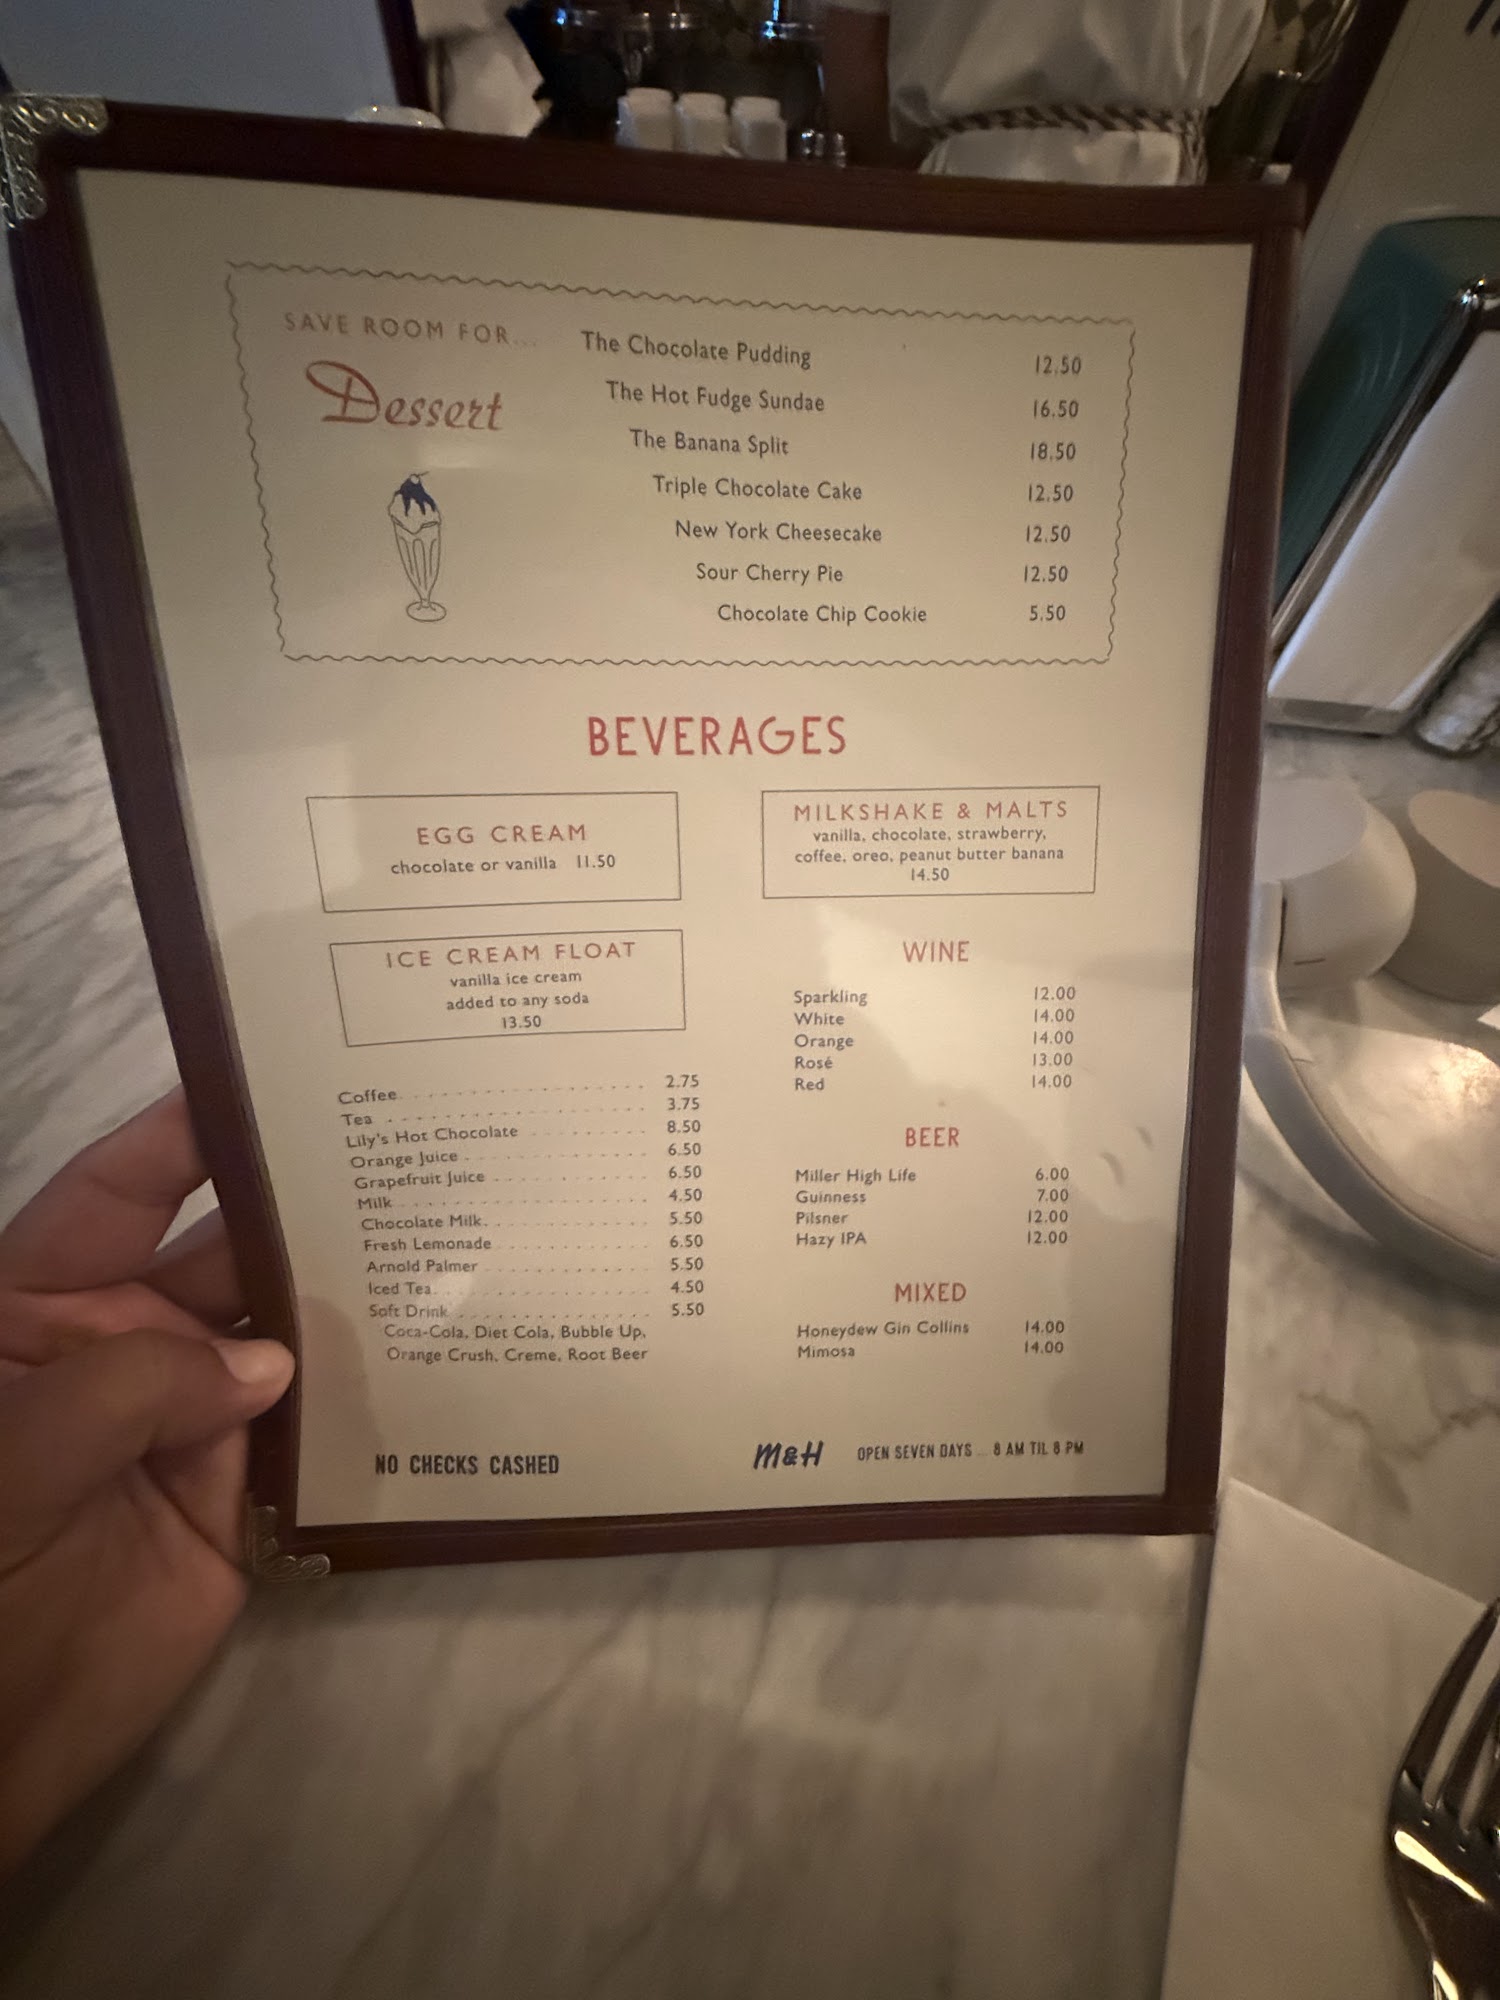 SAVE ROOM FOR...
Dessert
The Chocolate Pudding 12.50
The Hot Fudge Sundae 16.50
The Banana Split 18.50
Triple Chocolate Cake 12.50
New York Cheesecake 12.50
Sour Cherry Pie 12.50
Chocolate Chip Cookie 5.50
BEVERAGES
EGG CREAM
chocolate or vanilla 11.50
ICE CREAM FLOAT
vanilla ice cream
added to any soda
13.50
Coffee 2.75
Tea 3.75
Lily's Hot Chocolate 8.50
Orange Juice 6.50
Grapefruit Juice 6.50
Milk 4.50
Chocolate Milk 5.50
Fresh Lemonade 6.50
Arnold Palmer 5.50
Iced Tea 4.50
Soft Drink 5.50
Coca-Cola, Diet Cola, Bubble Up,
Orange Crush, Creme, Root Beer
MILKSHAKE & MALTS
vanilla, chocolate, strawberry,
coffee, oreo, peanut butter banana
14.50
WINE
Sparkling 12.00
White 14.00
Orange 14.00
Rosé 13.00
Red 14.00
BEER
Miller High Life 6.00
Guinness 7.00
Pilsner 12.00
Hazy IPA 12.00
MIXED
Honeydew Gin Collins 14.00
Mimosa 14.00
NO CHECKS CASHED
M&H OPEN SEVEN DAYS ... 8 AM TIL 8 PM